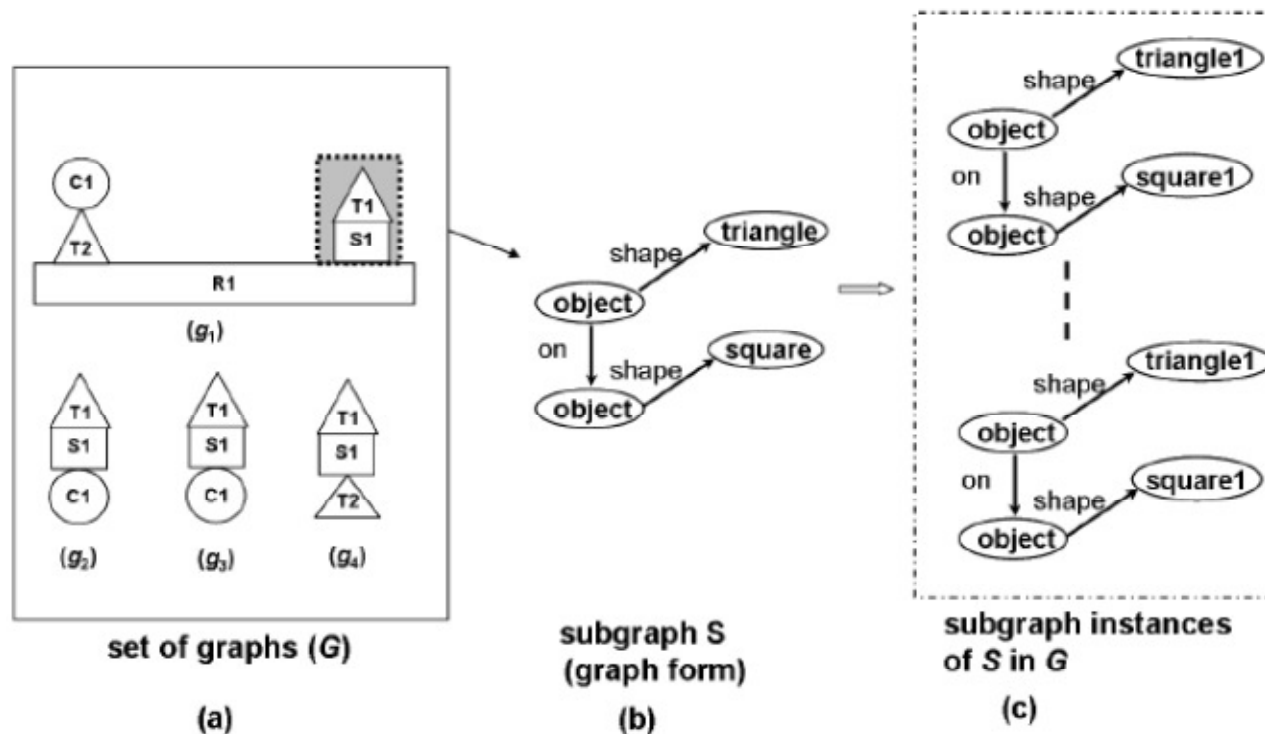 C1
T2
T1
S1
R1
(g1)
T1
S1
C1
(g2)
T1
S1
C1
(g3)
T1
S1
T2
(g4)
set of graphs (G)
(a)
triangle
shape
object
on
shape
square
object
subgraph S
(graph form)
(b)
triangle1
shape
object
on
shape
square1
object
triangle1
shape
object
on
shape
square1
object
subgraph instances
of S in G
(c)